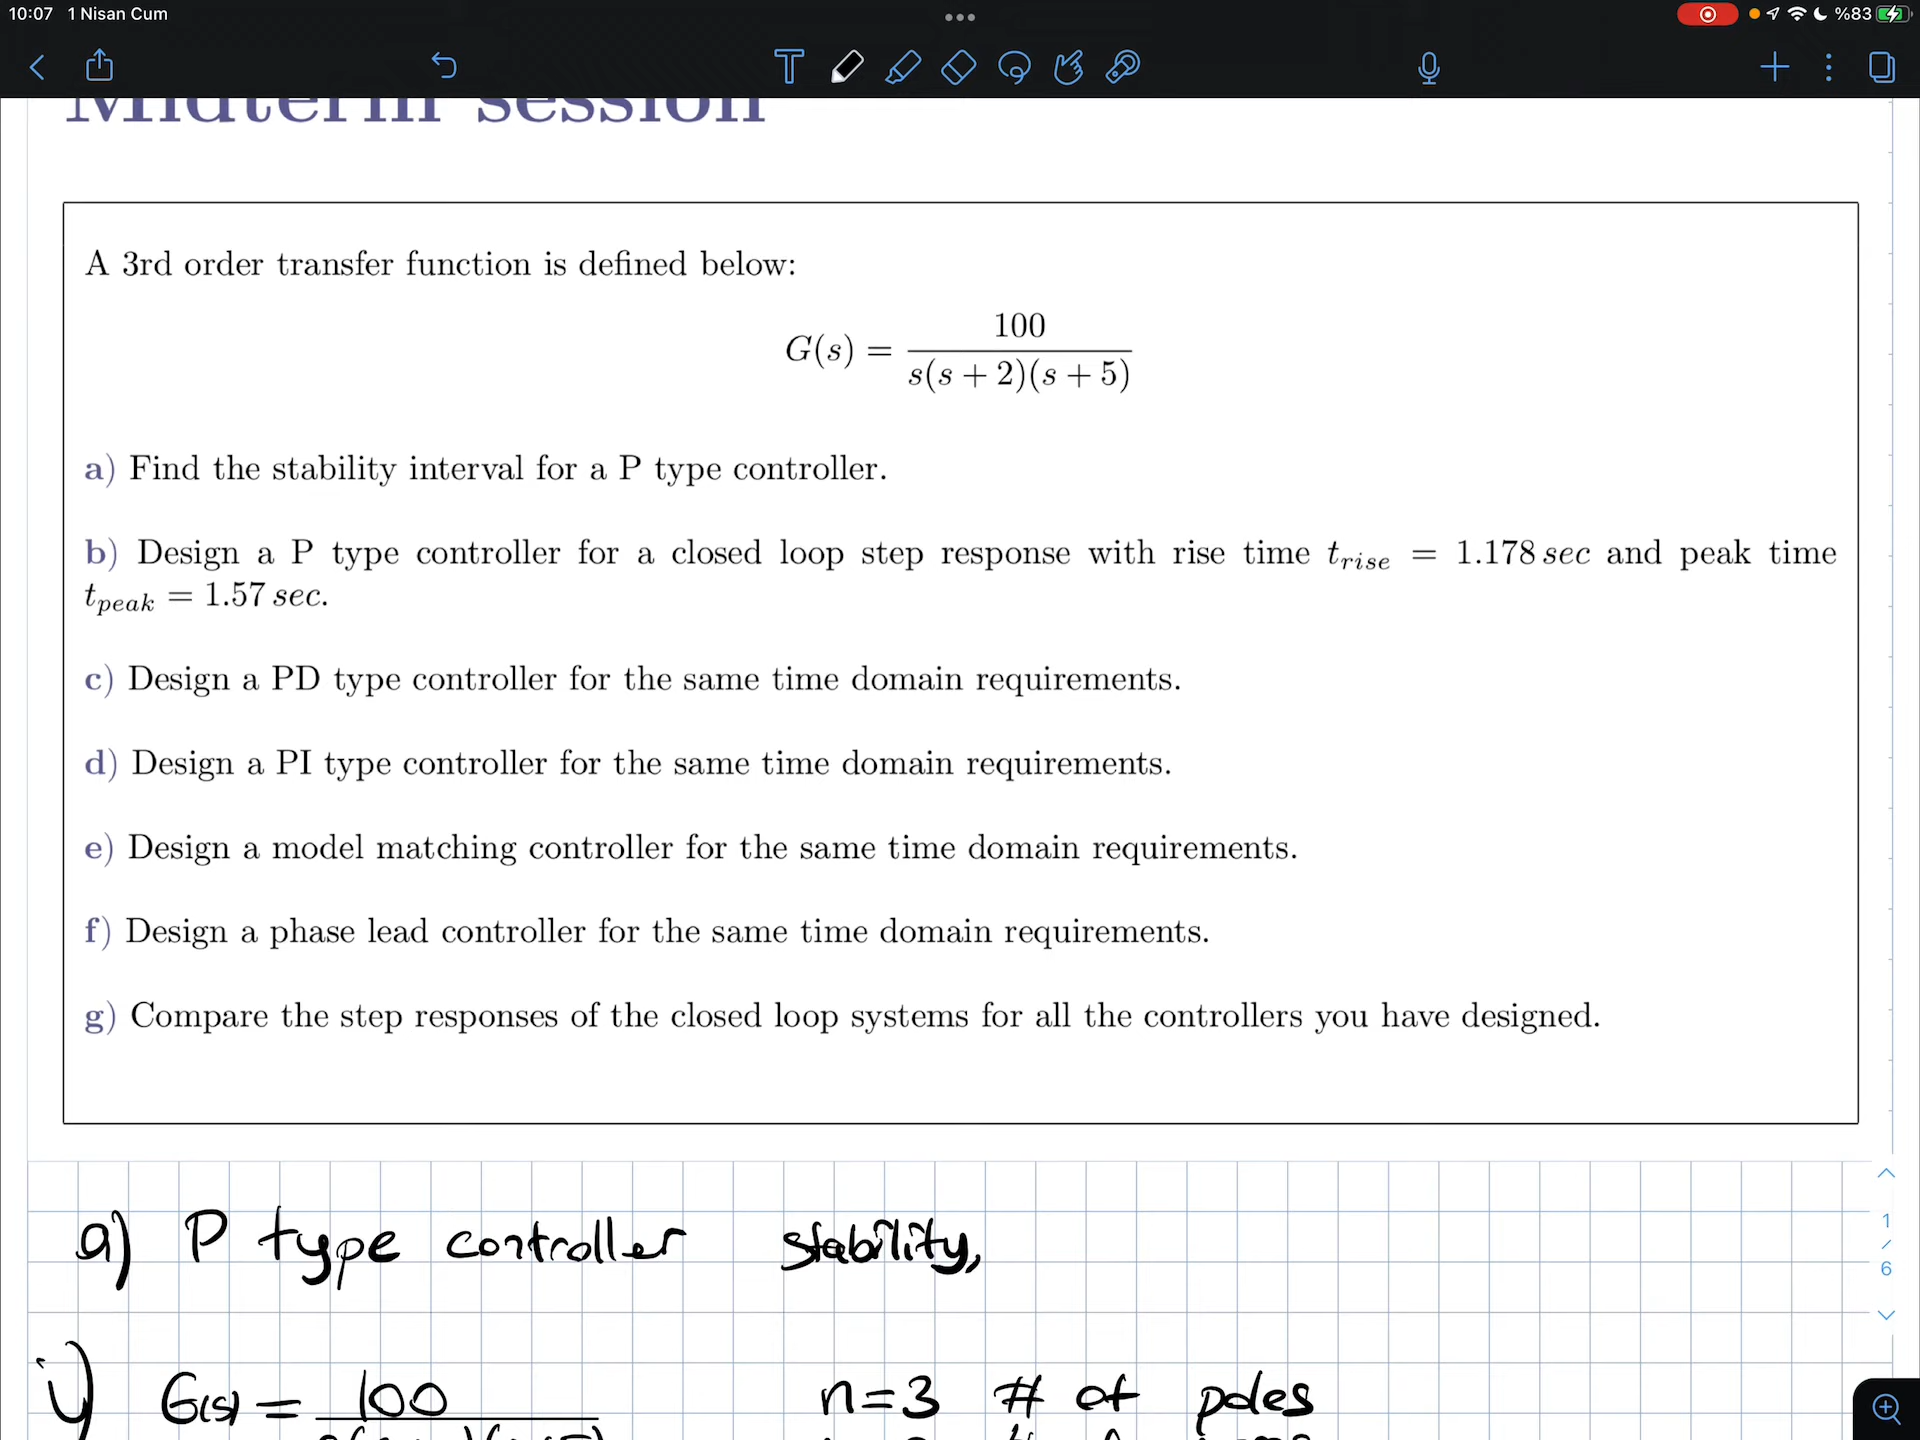 10:07 1 Nisan Cum
%83
Midterm session
A 3rd order transfer function is defined below:
G(s) = 100 / s(s + 2)(s + 5)
a) Find the stability interval for a P type controller.
b) Design a P type controller for a closed loop step response with rise time t_rise = 1.178 sec and peak time
t_peak = 1.57 sec.
c) Design a PD type controller for the same time domain requirements.
d) Design a PI type controller for the same time domain requirements.
e) Design a model matching controller for the same time domain requirements.
f) Design a phase lead controller for the same time domain requirements.
g) Compare the step responses of the closed loop systems for all the controllers you have designed.
a) P type controller stability,
i) G(s) = 100 n=3 # of poles
1
/
6